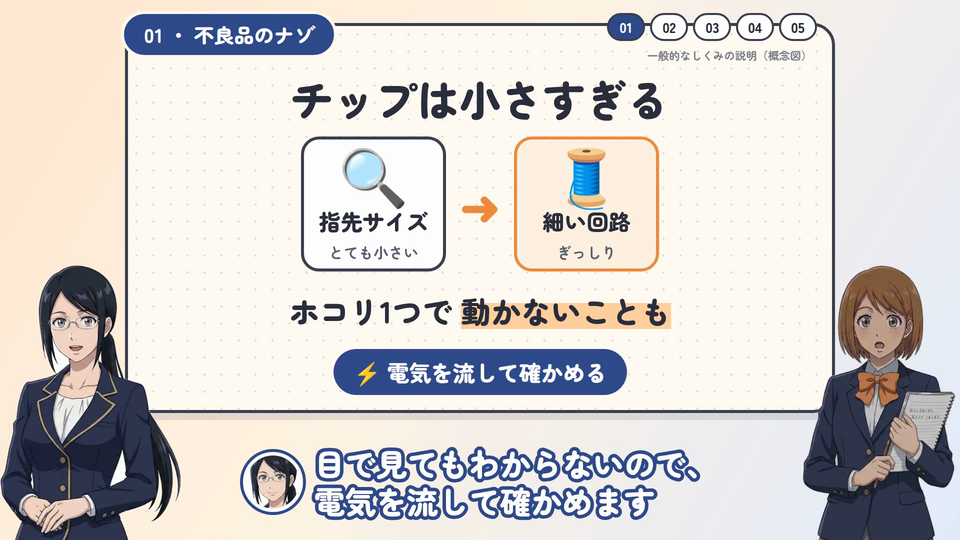 01 ・ 不良品のナゾ
01 02 03 04 05
一般的なしくみの説明（概念図）
チップは小さすぎる
指先サイズ
とても小さい
細い回路
ぎっしり
ホコリ1つで 動かないことも
電気を流して確かめる
目で見てもわからないので、
電気を流して確かめます